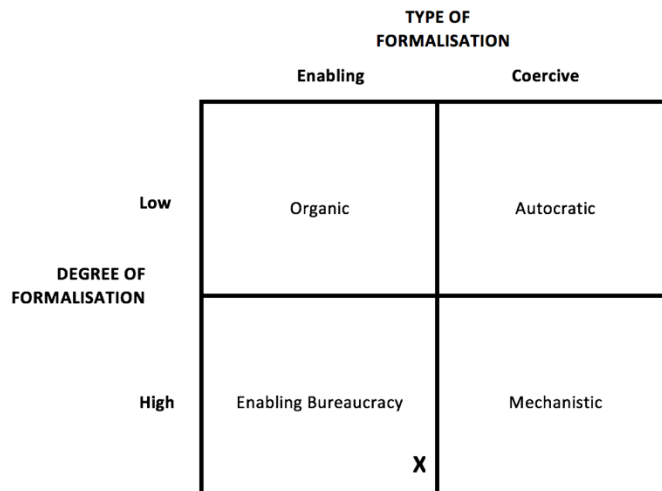 TYPE OF
FORMALISATION
Enabling
Coercive
Low
Organic
Autocratic
DEGREE OF
FORMALISATION
High
Enabling Bureaucracy
Mechanistic
X